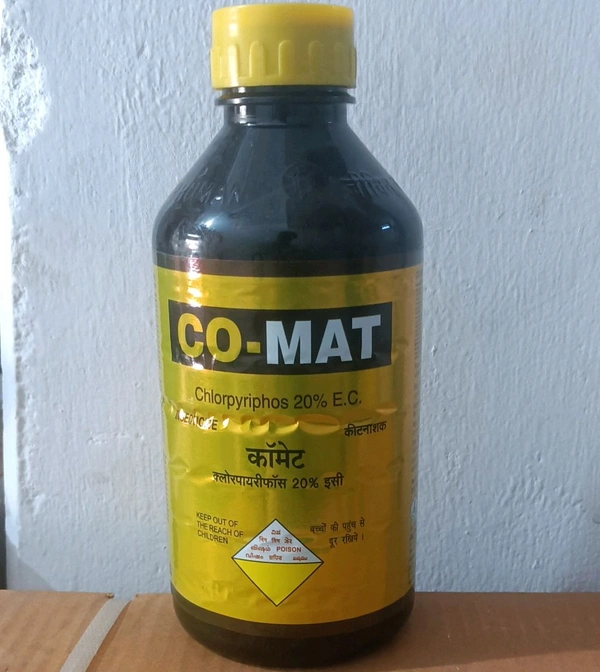 CO-MAT
Chlorpyriphos 20% E.C.
कीटनाशक
कॉमेट
क्लोरपायरीफॉस 20% इसी
KEEP OUT OF
THE REACH OF
CHILDREN
बच्चों की पहुंच से
दूर रखिये।
POISON